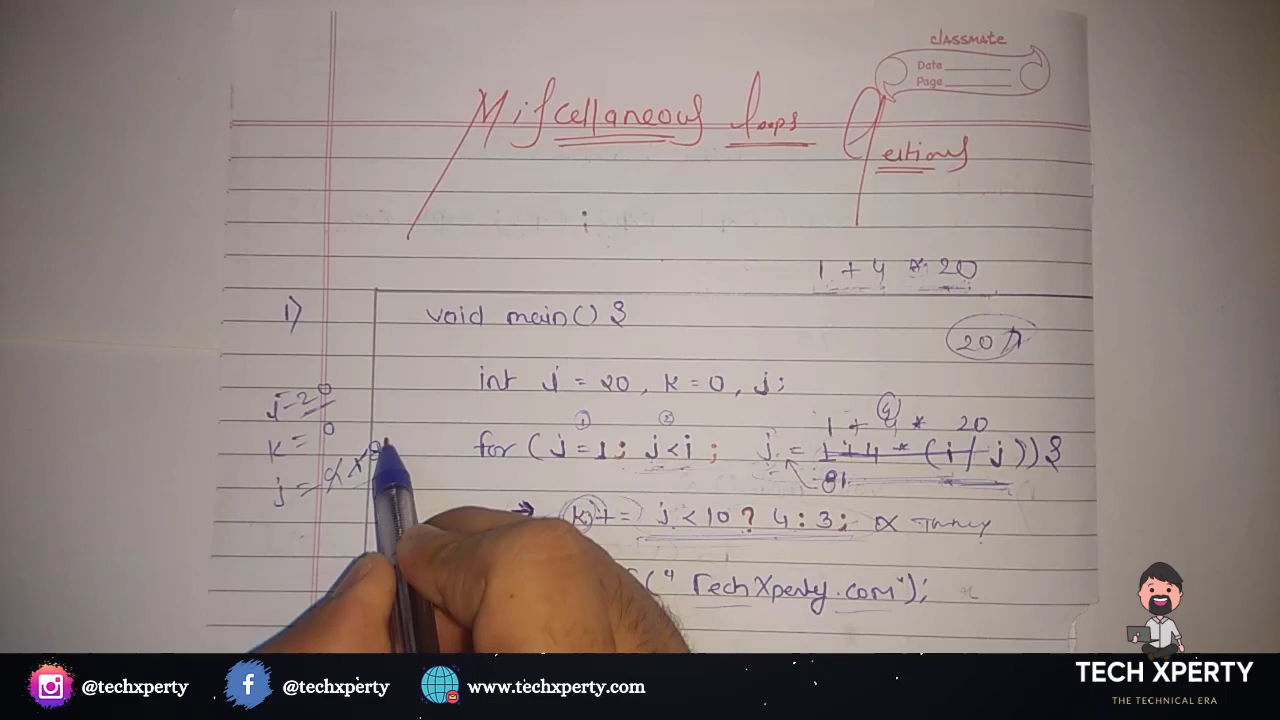 classmate
Date
Page
Miscellaneous loops Questions
1 + 4 * 20
1) void main() {
20
int j = 20, k = 0, j;
j = 20
1 + 4 * 20
k = 0
for ( j = 1; j < i ; j = 1 + 4 * (i / j)) {
81
j =
k += j < 10 ? 4 : 3;
(" TechXperty.com");
@techxperty
@techxperty
www.techxperty.com
TECH XPERTY
THE TECHNICAL ERA